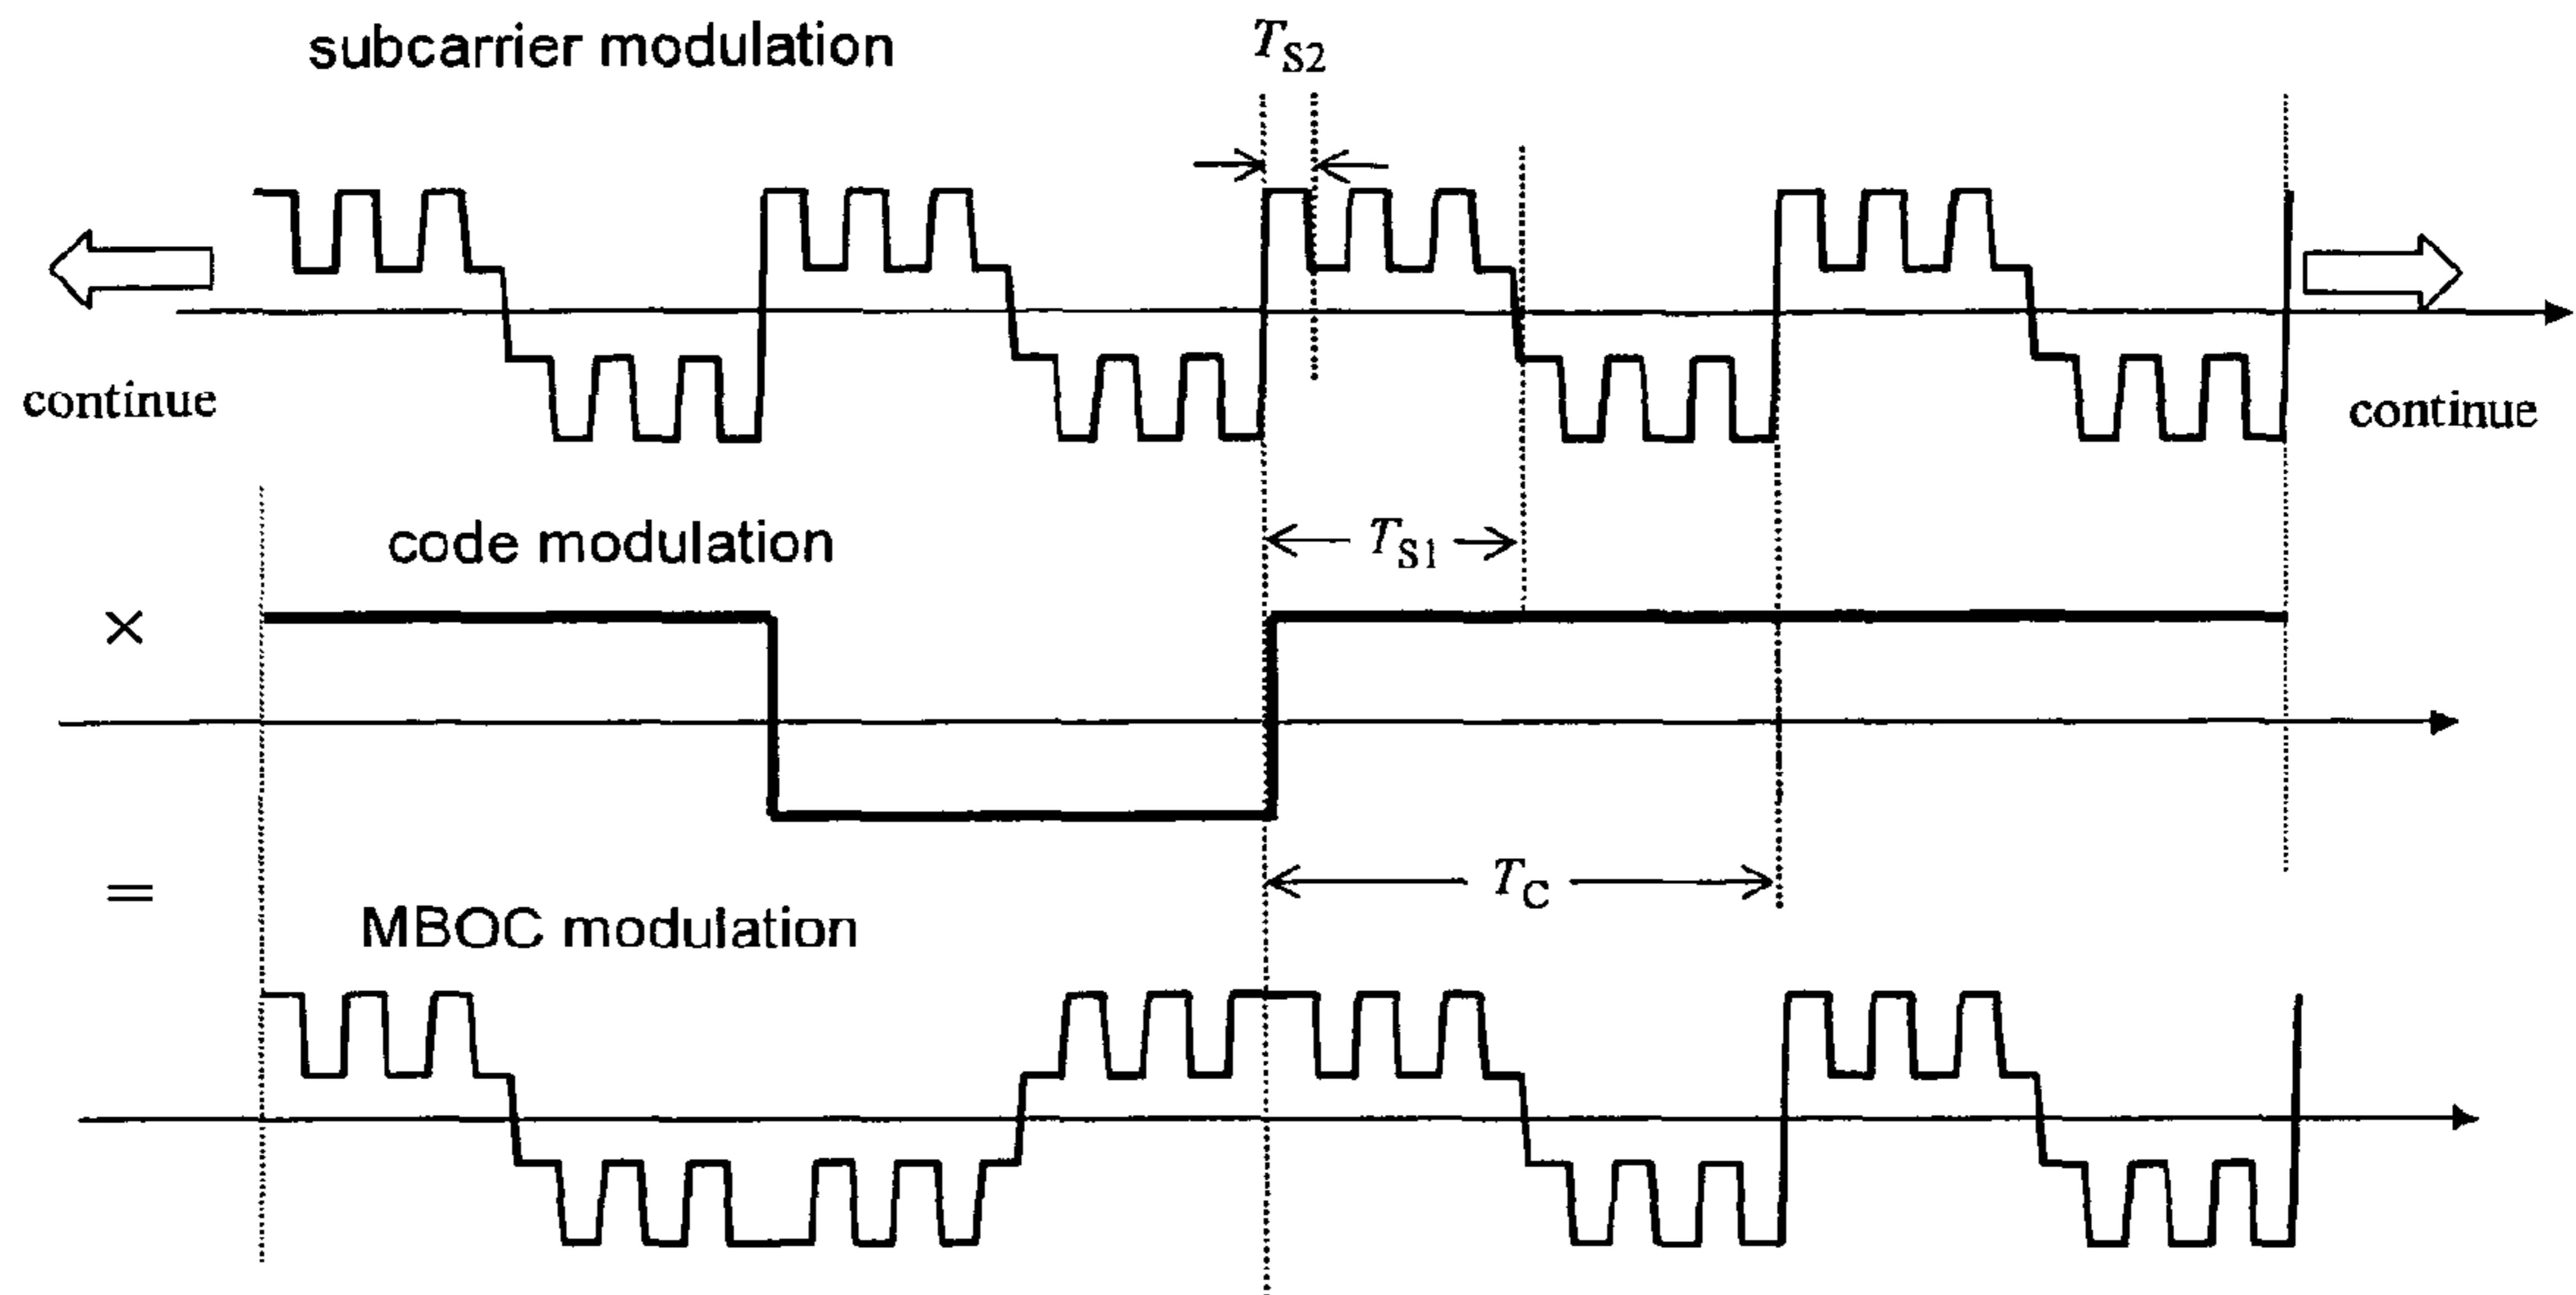 subcarrier modulation
T_S2
continue
continue
code modulation
T_S1
×
T_C
=
MBOC modulation